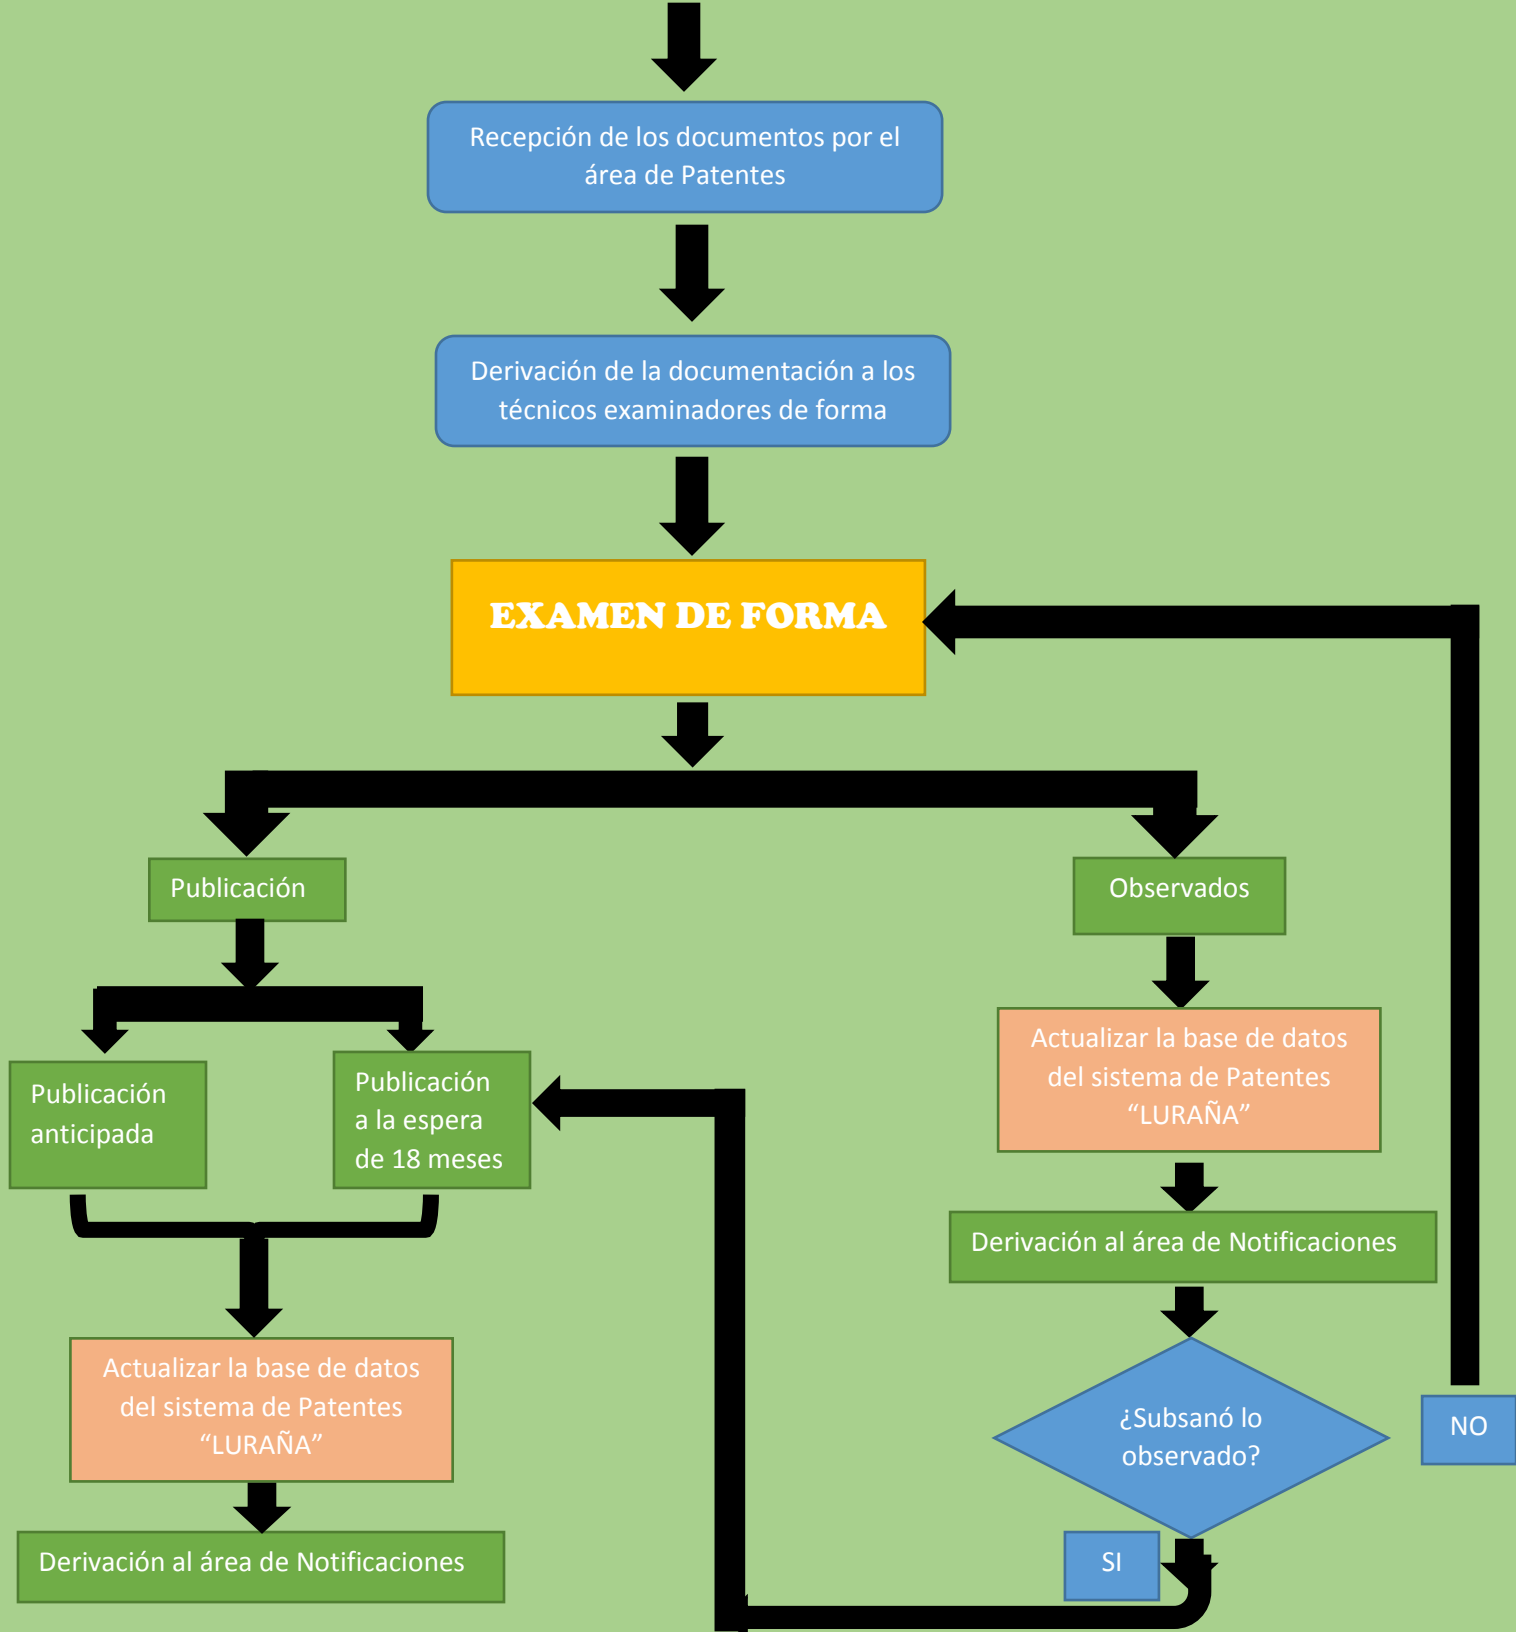 Recepción de los documentos por el
área de Patentes
Derivación de la documentación a los
técnicos examinadores de forma
EXAMEN DE FORMA
Publicación
Observados
Publicación
anticipada
Publicación
a la espera
de 18 meses
Actualizar la base de datos
del sistema de Patentes
“LURAÑA”
Derivación al área de Notificaciones
Actualizar la base de datos
del sistema de Patentes
“LURAÑA”
Derivación al área de Notificaciones
¿Subsanó lo
observado?
NO
SI